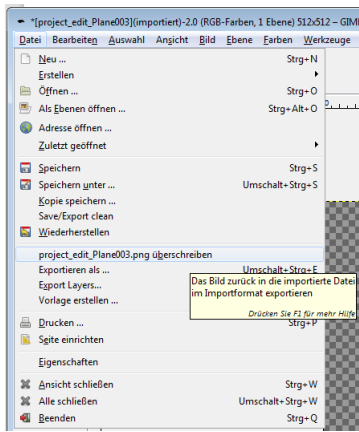 *[project_edit_Plane003](importiert)-2.0 (RGB-Farben, 1 Ebene) 512x512 – GIM
Datei Bearbeiten Auswahl Ansicht Bild Ebene Farben Werkzeuge
Neu ... Strg+N
Erstellen
Öffnen ... Strg+O
Als Ebenen öffnen ... Strg+Alt+O
Adresse öffnen ...
Zuletzt geöffnet
Speichern Strg+S
Speichern unter ... Umschalt+Strg+S
Kopie speichern ...
Save/Export clean
Wiederherstellen
project_edit_Plane003.png überschreiben
Exportieren als ... Umschalt+Strg+E
Export Layers...
Das Bild zurück in die importierte Datei
im Importformat exportieren
Drücken Sie F1 für mehr Hilfe
Vorlage erstellen ...
Drucken ... Strg+P
Seite einrichten
Eigenschaften
Ansicht schließen Strg+W
Alle schließen Umschalt+Strg+W
Beenden Strg+Q